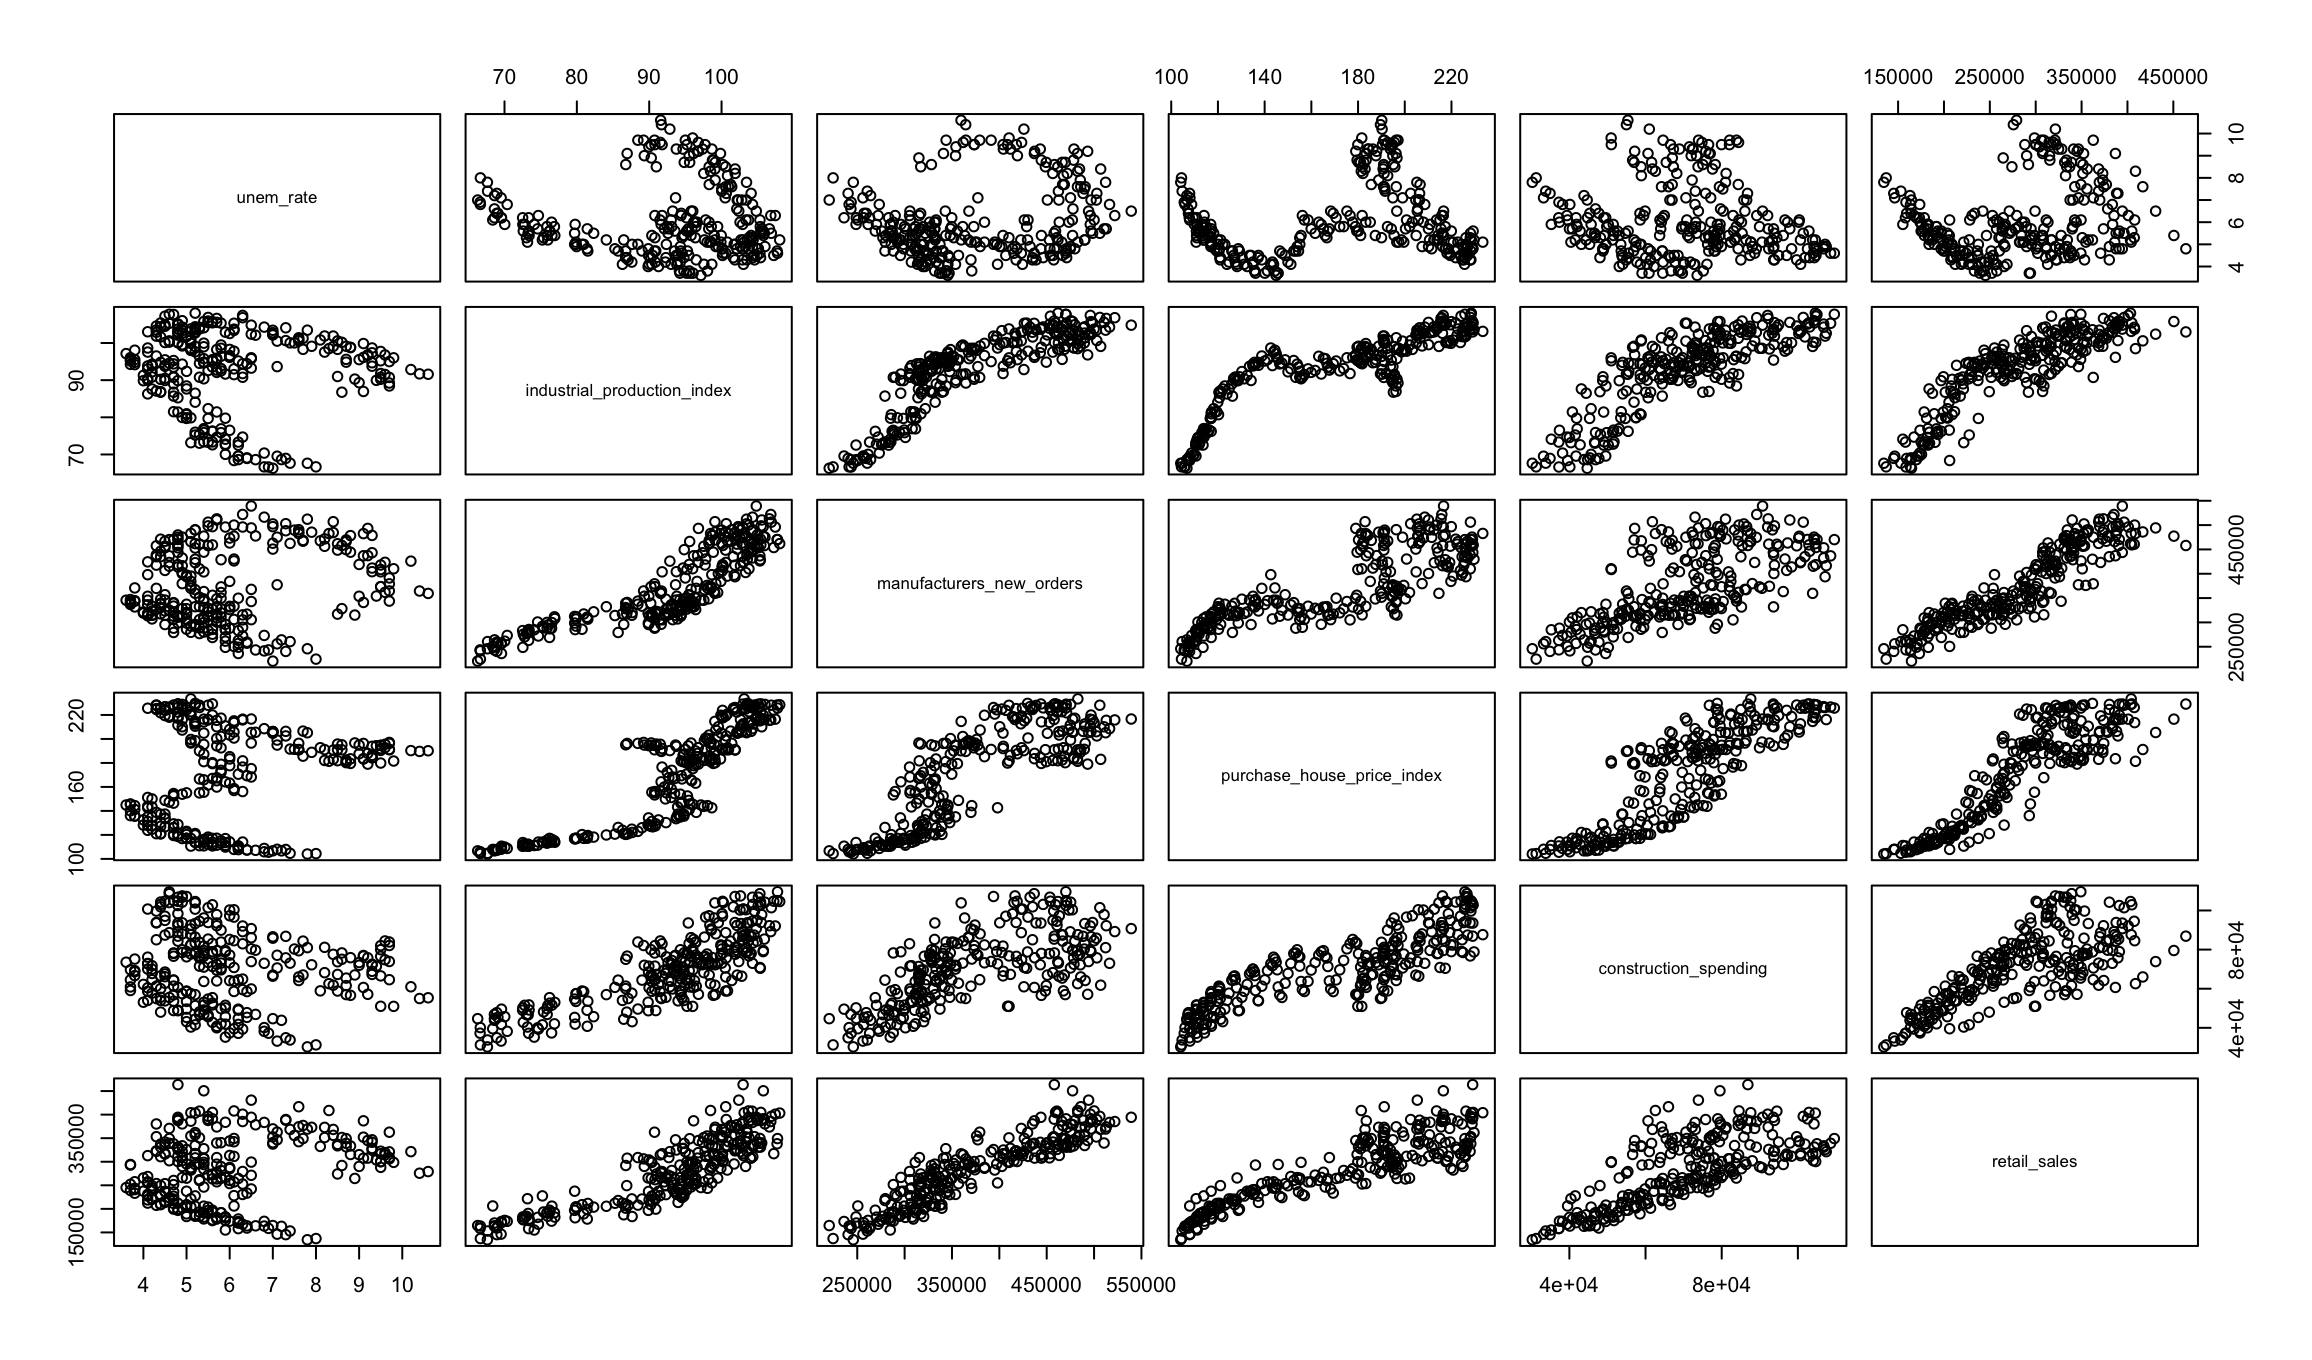 70 80 90 100
100 140 180 220
150000 250000 350000 450000
unem_rate
4 6 8 10
70 90
industrial_production_index
manufacturers_new_orders
250000 450000
100 160 220
purchase_house_price_index
construction_spending
4e+04 8e+04
150000 350000
retail_sales
4 5 6 7 8 9 10
250000 350000 450000 550000
4e+04 8e+04